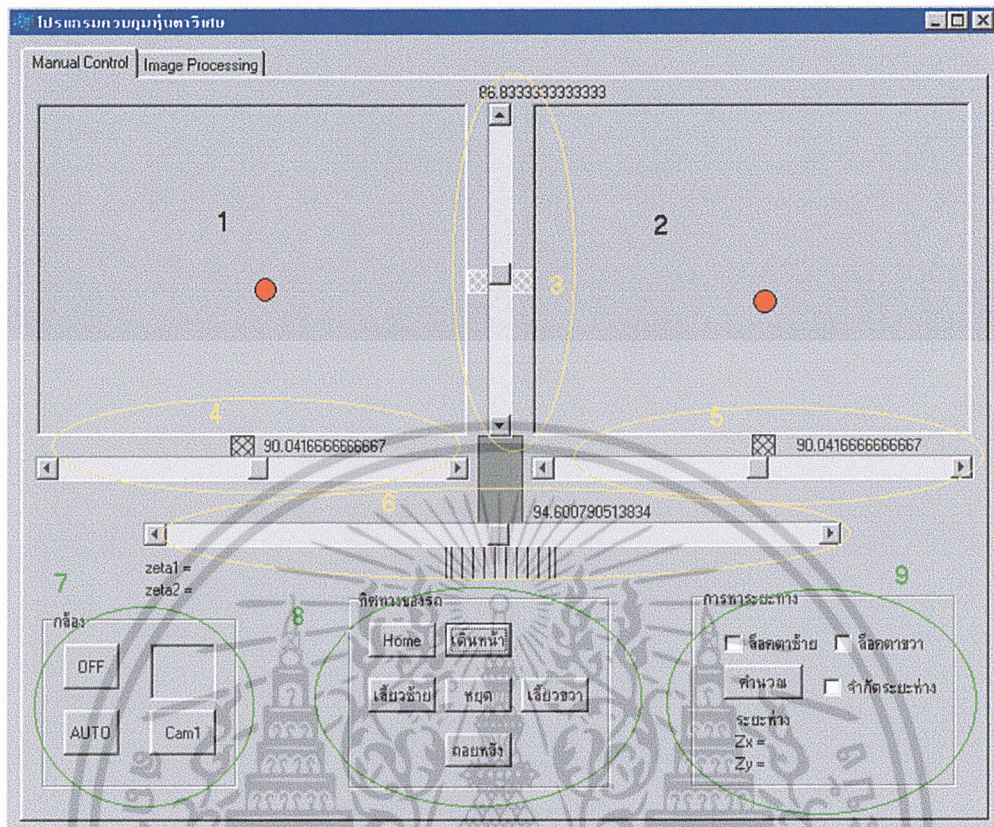 โปรแกรมควบคุมหุ่นตาวิเศษ
Manual Control Image Processing
86.8333333333333
1
2
3
4
90.0416666666667
5
90.0416666666667
6
94.600790513834
zeta1 =
zeta2 =
7
กล้อง
OFF
AUTO
Cam1
8
ทิศทางของรถ
Home
เดินหน้า
เลี้ยวซ้าย
หยุด
เลี้ยวขวา
ถอยหลัง
9
การหาระยะทาง
ล็อคตาซ้าย
ล็อคตาขวา
คำนวณ
จำกัดระยะห่าง
ระยะห่าง
Zx =
Zy =